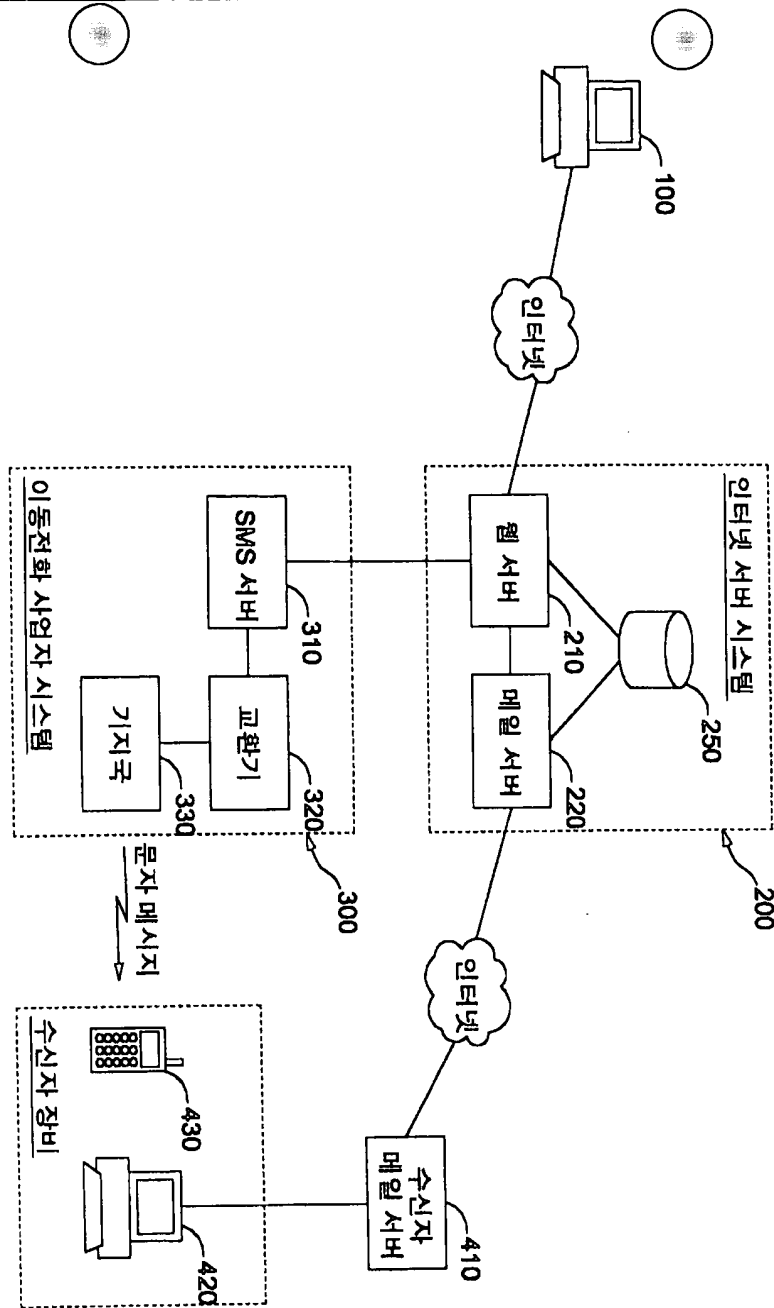 100
인터넷
인터넷 서버 시스템
200
250
웹 서버
210
메일 서버
220
인터넷
수신자
메일 서버
410
이동전화 사업자 시스템
300
SMS 서버
310
교환기
320
기지국
330
문자 메시지
수신자 장비
430
420